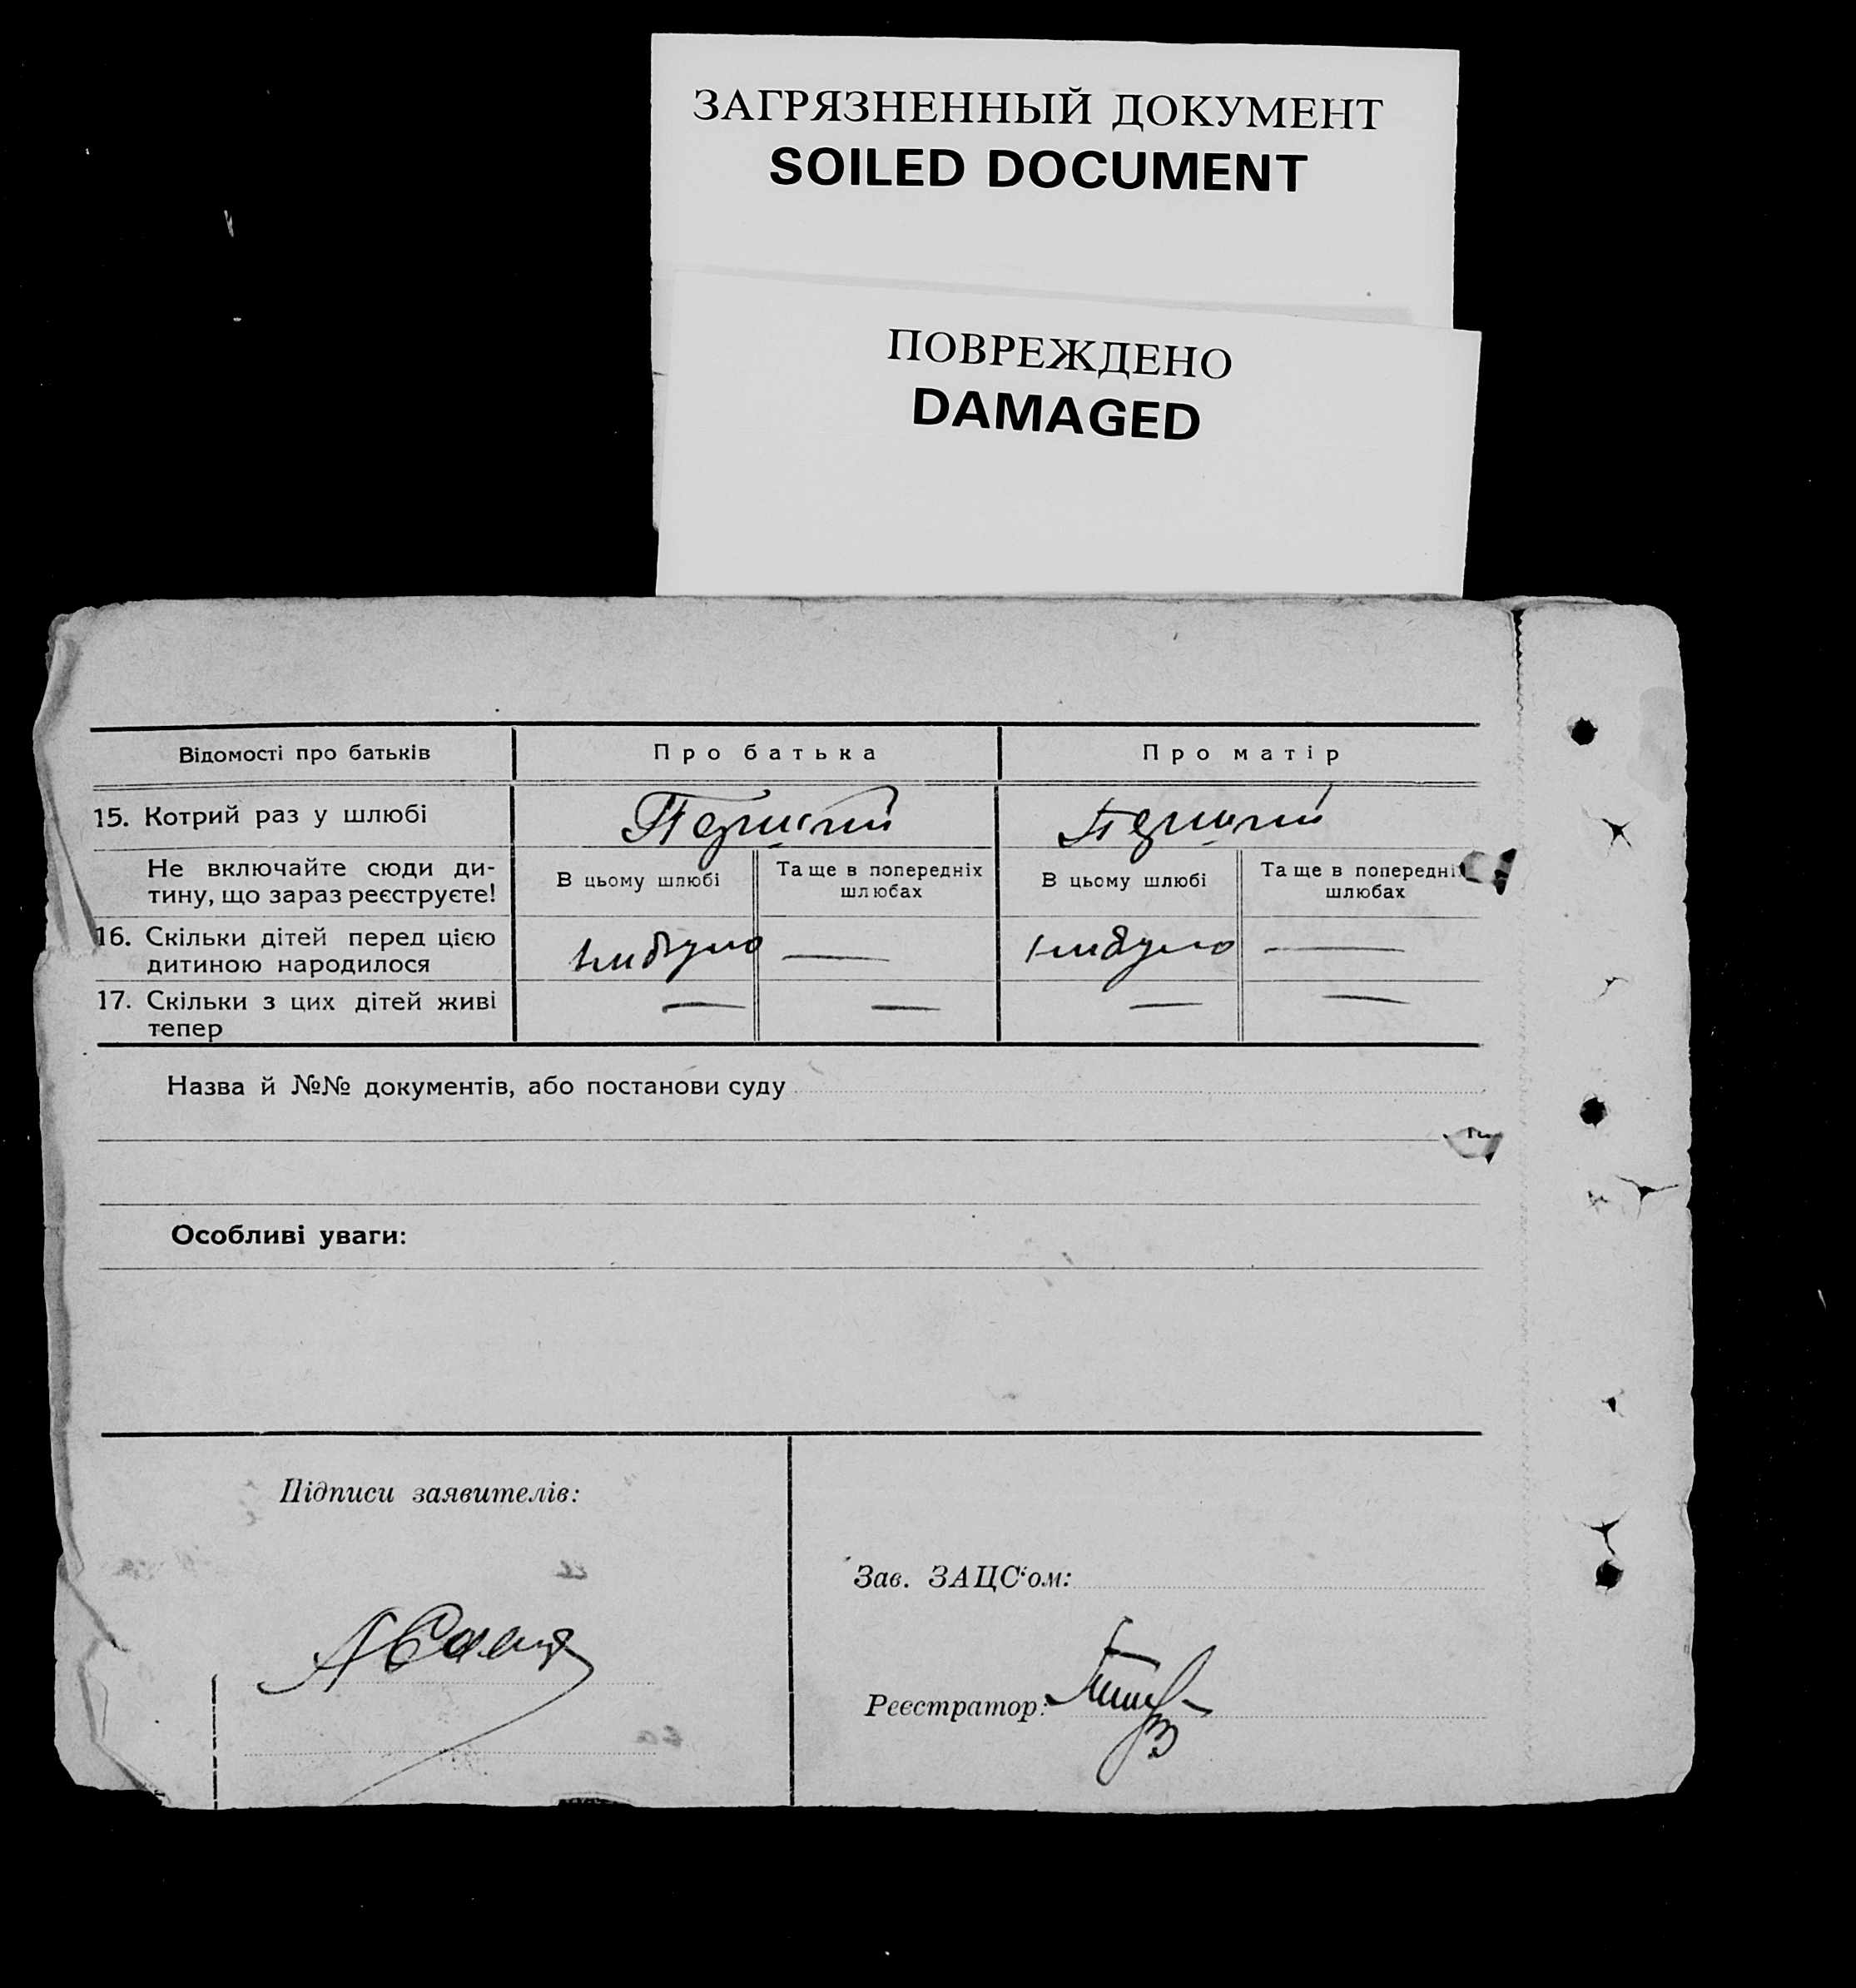 ЗАГРЯЗНЕННЫЙ ДОКУМЕНТ
SOILED DOCUMENT
ПОВРЕЖДЕНО
DAMAGED
Відомості про батьків
Про батька
Про матір
15. Котрий раз у шлюбі
Перший
Перший
Не включайте сюди ди-
тину, що зараз реєструєте!
В цьому шлюбі
Та ще в попередніх
шлюбах
В цьому шлюбі
Та ще в попередніх
шлюбах
16. Скільки дітей перед цією
дитиною народилося
—
—
17. Скільки з цих дітей живі
тепер
—
—
—
—
Назва й №№ документів, або постанови суду
Особливі уваги:
Підписи заявителів:
Зав. ЗАЦС'ом:
Реєстратор: